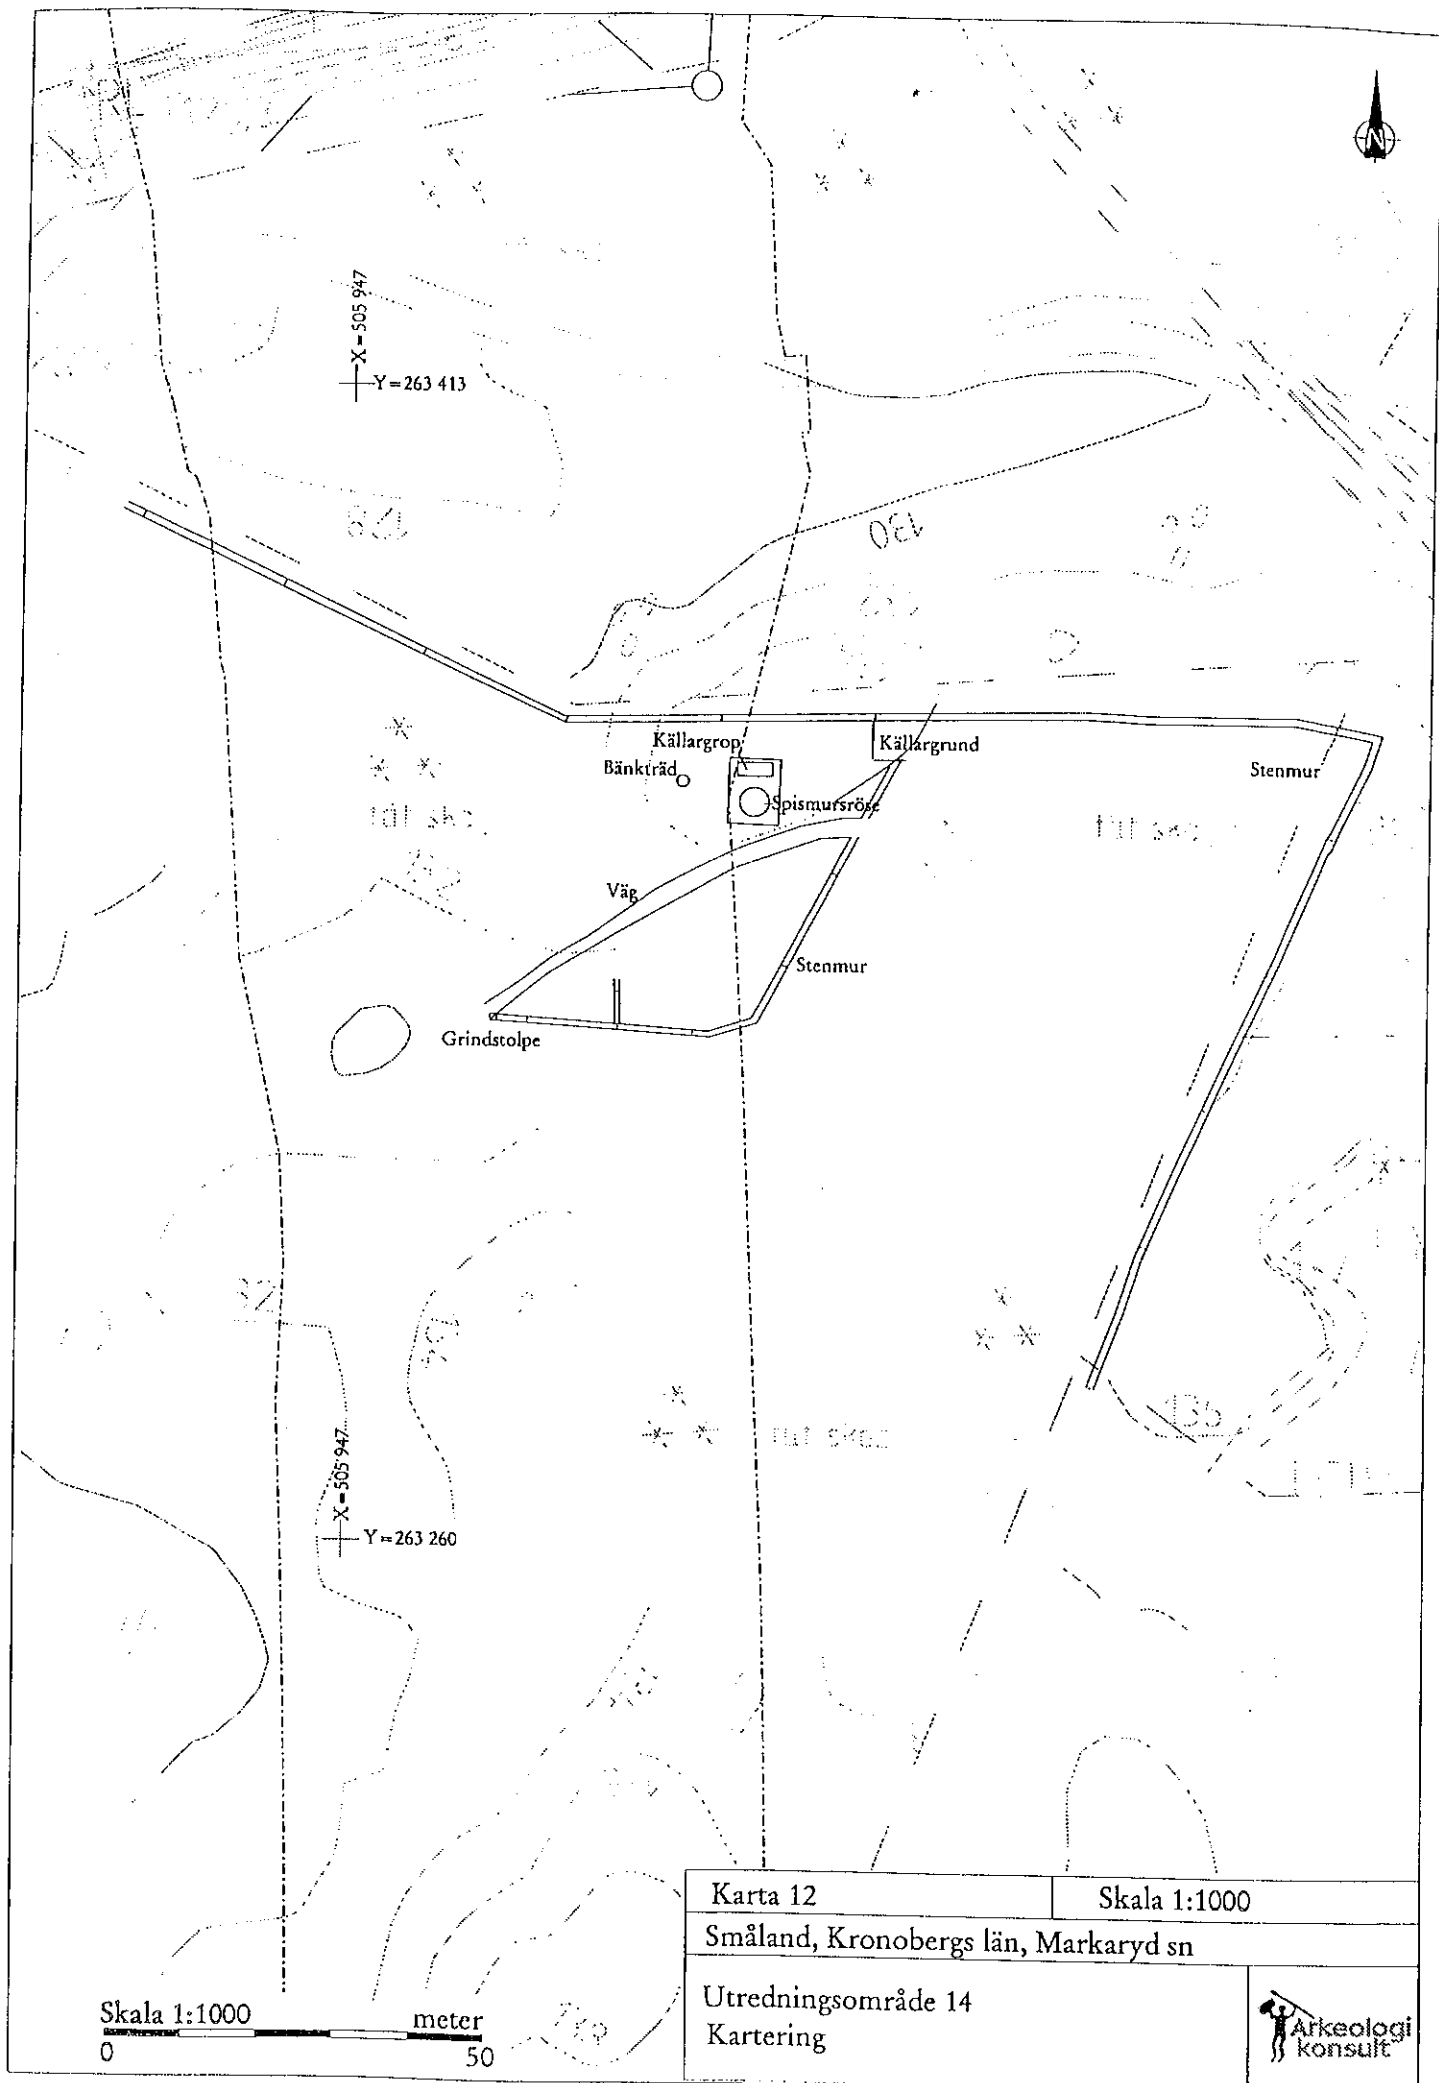 N
X = 505 947
Y = 263 413
130
Källargrop
Källargrund
Bänkträd
Stenmur
Spismursröse
Väg
Stenmur
Grindstolpe
X = 505 947
Y = 263 260
Karta 12
Skala 1:1000
Småland, Kronobergs län, Markaryd sn
Utredningsområde 14
Kartering
Arkeologi
konsult
Skala 1:1000 meter
0 50